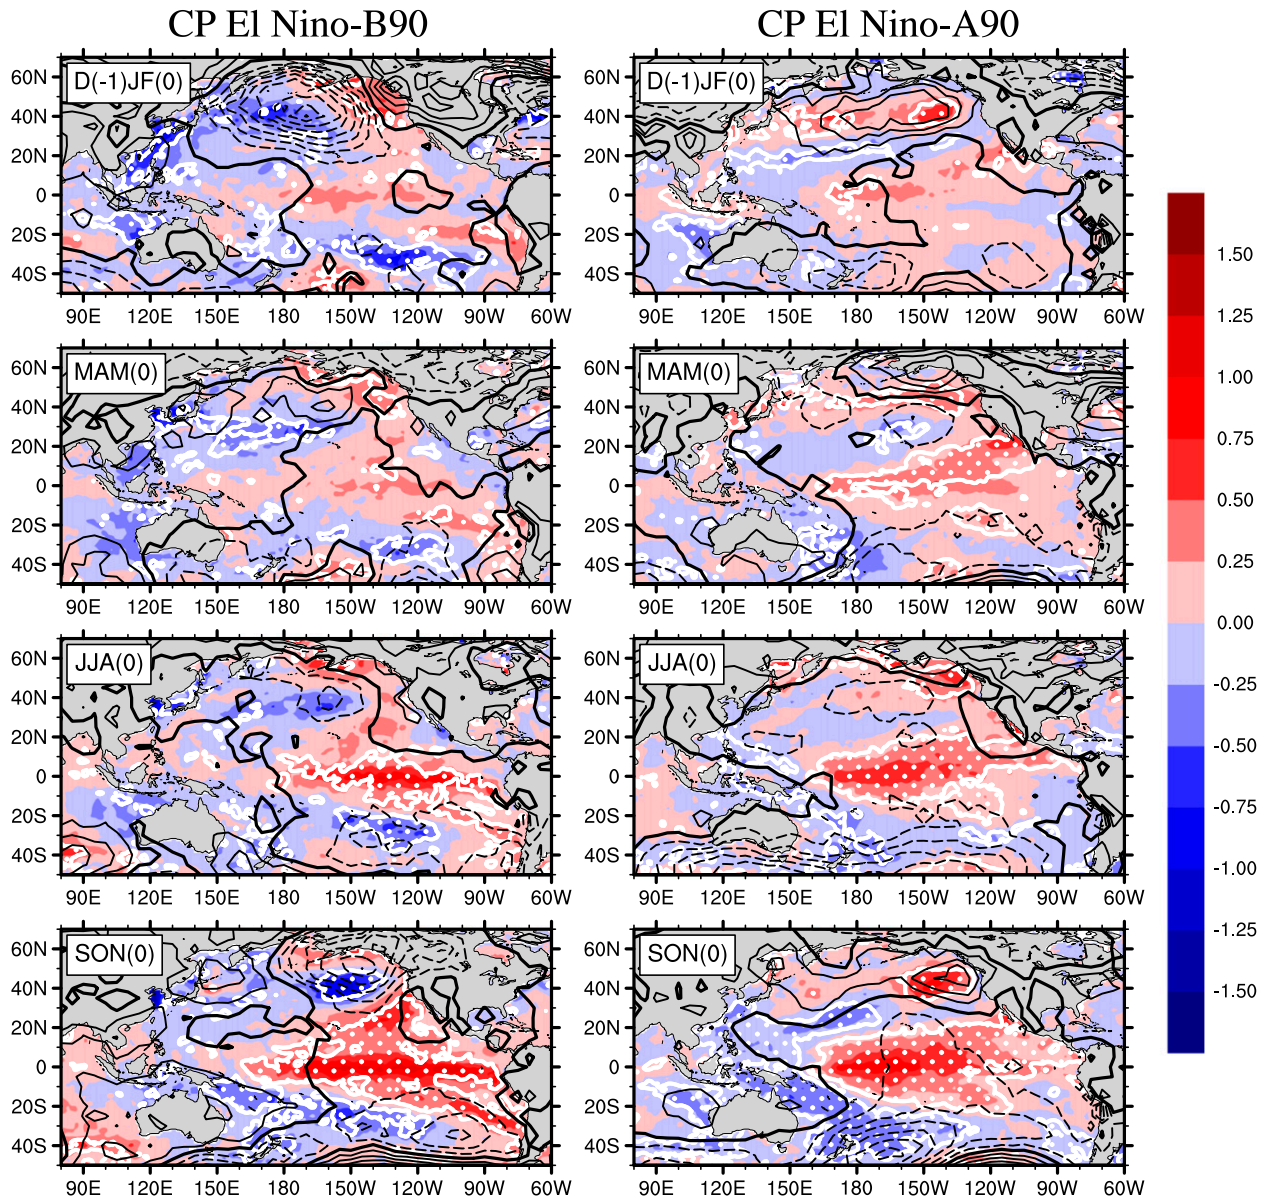 CP El Nino-B90 CP El Nino-A90
D(-1)JF(0) D(-1)JF(0)
60N 60N
40N 40N
20N 20N
0 0
20S 20S
40S 40S
90E 120E 150E 180 150W 120W 90W 60W 90E 120E 150E 180 150W 120W 90W 60W
MAM(0) MAM(0)
60N 60N
40N 40N
20N 20N
0 0
20S 20S
40S 40S
90E 120E 150E 180 150W 120W 90W 60W 90E 120E 150E 180 150W 120W 90W 60W
JJA(0) JJA(0)
60N 60N
40N 40N
20N 20N
0 0
20S 20S
40S 40S
90E 120E 150E 180 150W 120W 90W 60W 90E 120E 150E 180 150W 120W 90W 60W
SON(0) SON(0)
60N 60N
40N 40N
20N 20N
0 0
20S 20S
40S 40S
90E 120E 150E 180 150W 120W 90W 60W 90E 120E 150E 180 150W 120W 90W 60W
1.50
1.25
1.00
0.75
0.50
0.25
0.00
-0.25
-0.50
-0.75
-1.00
-1.25
-1.50